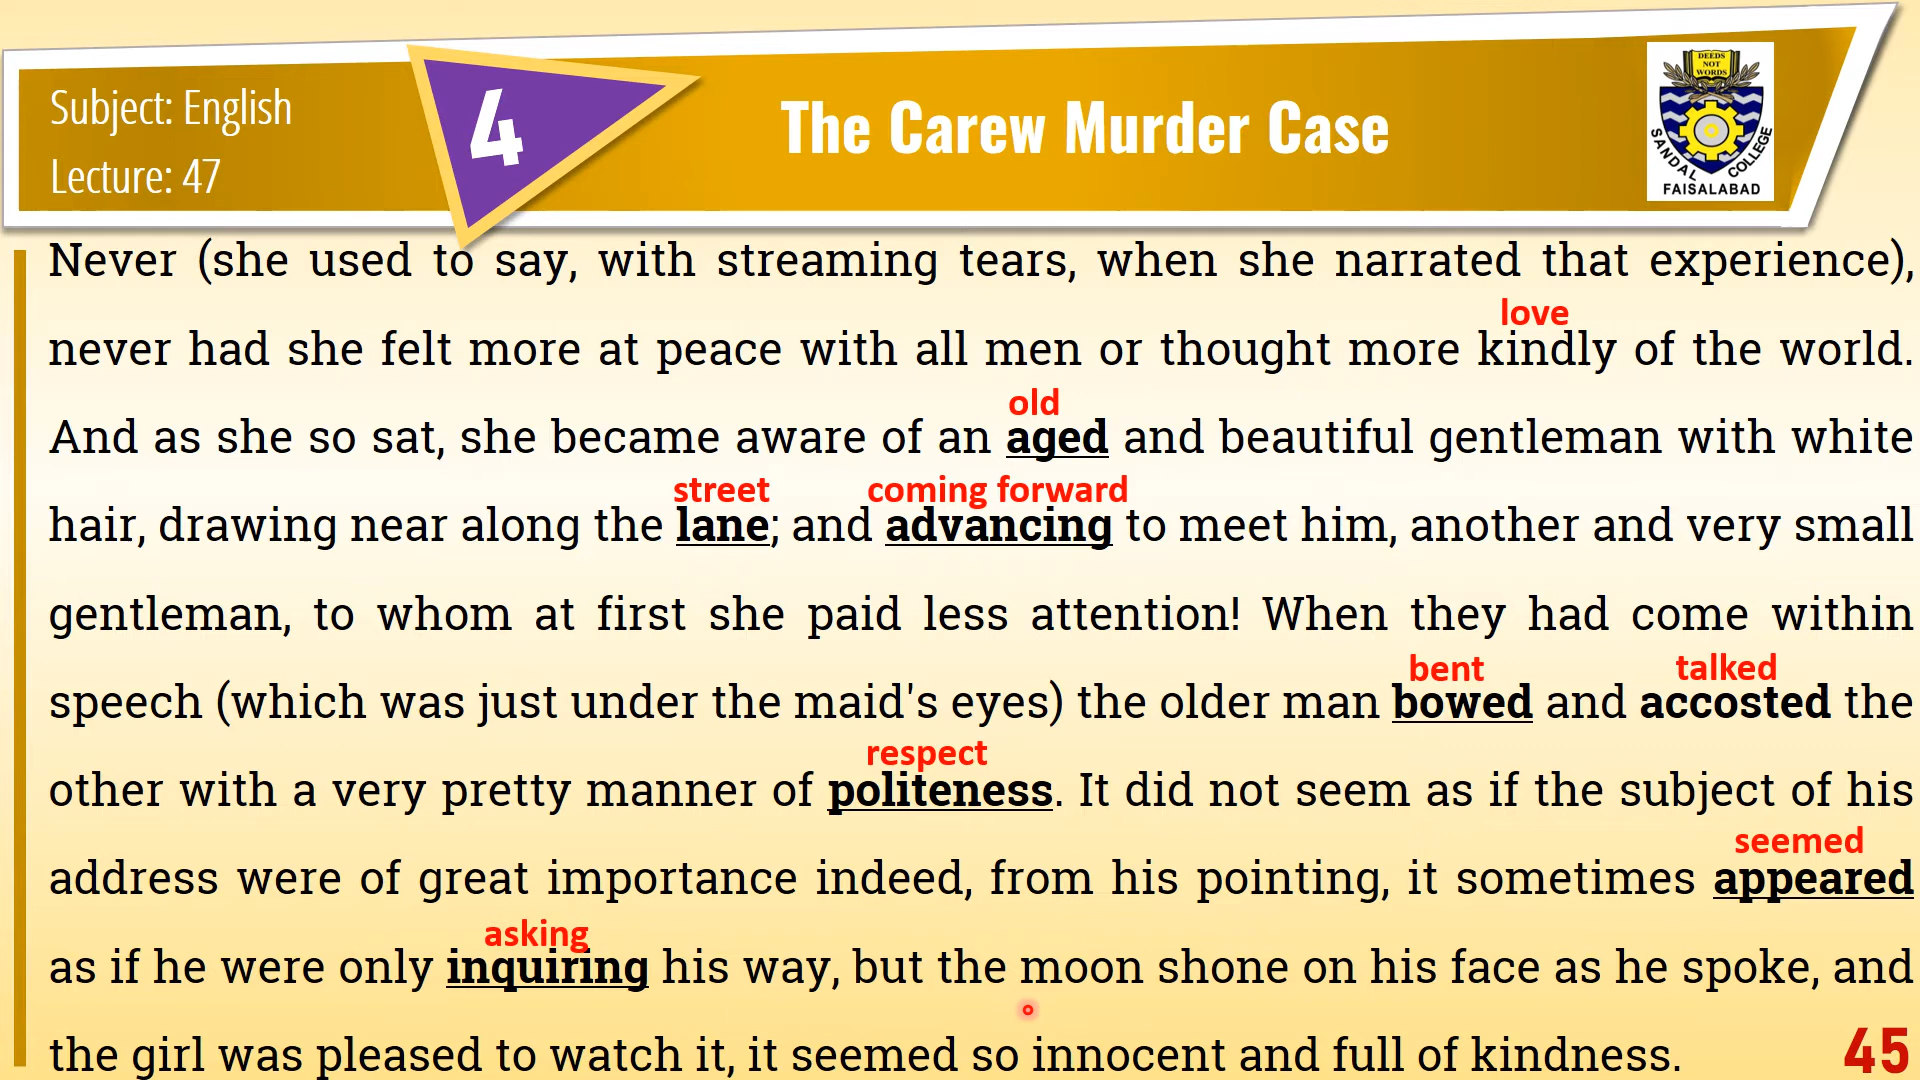 Subject: English
Lecture: 47
4
The Carew Murder Case
DEEDS
NOT
WORDS
SANDAL COLLEGE
FAISALABAD
Never (she used to say, with streaming tears, when she narrated that experience),
love
never had she felt more at peace with all men or thought more kindly of the world.
old
And as she so sat, she became aware of an aged and beautiful gentleman with white
street coming forward
hair, drawing near along the lane; and advancing to meet him, another and very small
gentleman, to whom at first she paid less attention! When they had come within
bent talked
speech (which was just under the maid's eyes) the older man bowed and accosted the
respect
other with a very pretty manner of politeness. It did not seem as if the subject of his
seemed
address were of great importance indeed, from his pointing, it sometimes appeared
asking
as if he were only inquiring his way, but the moon shone on his face as he spoke, and
the girl was pleased to watch it, it seemed so innocent and full of kindness.
45